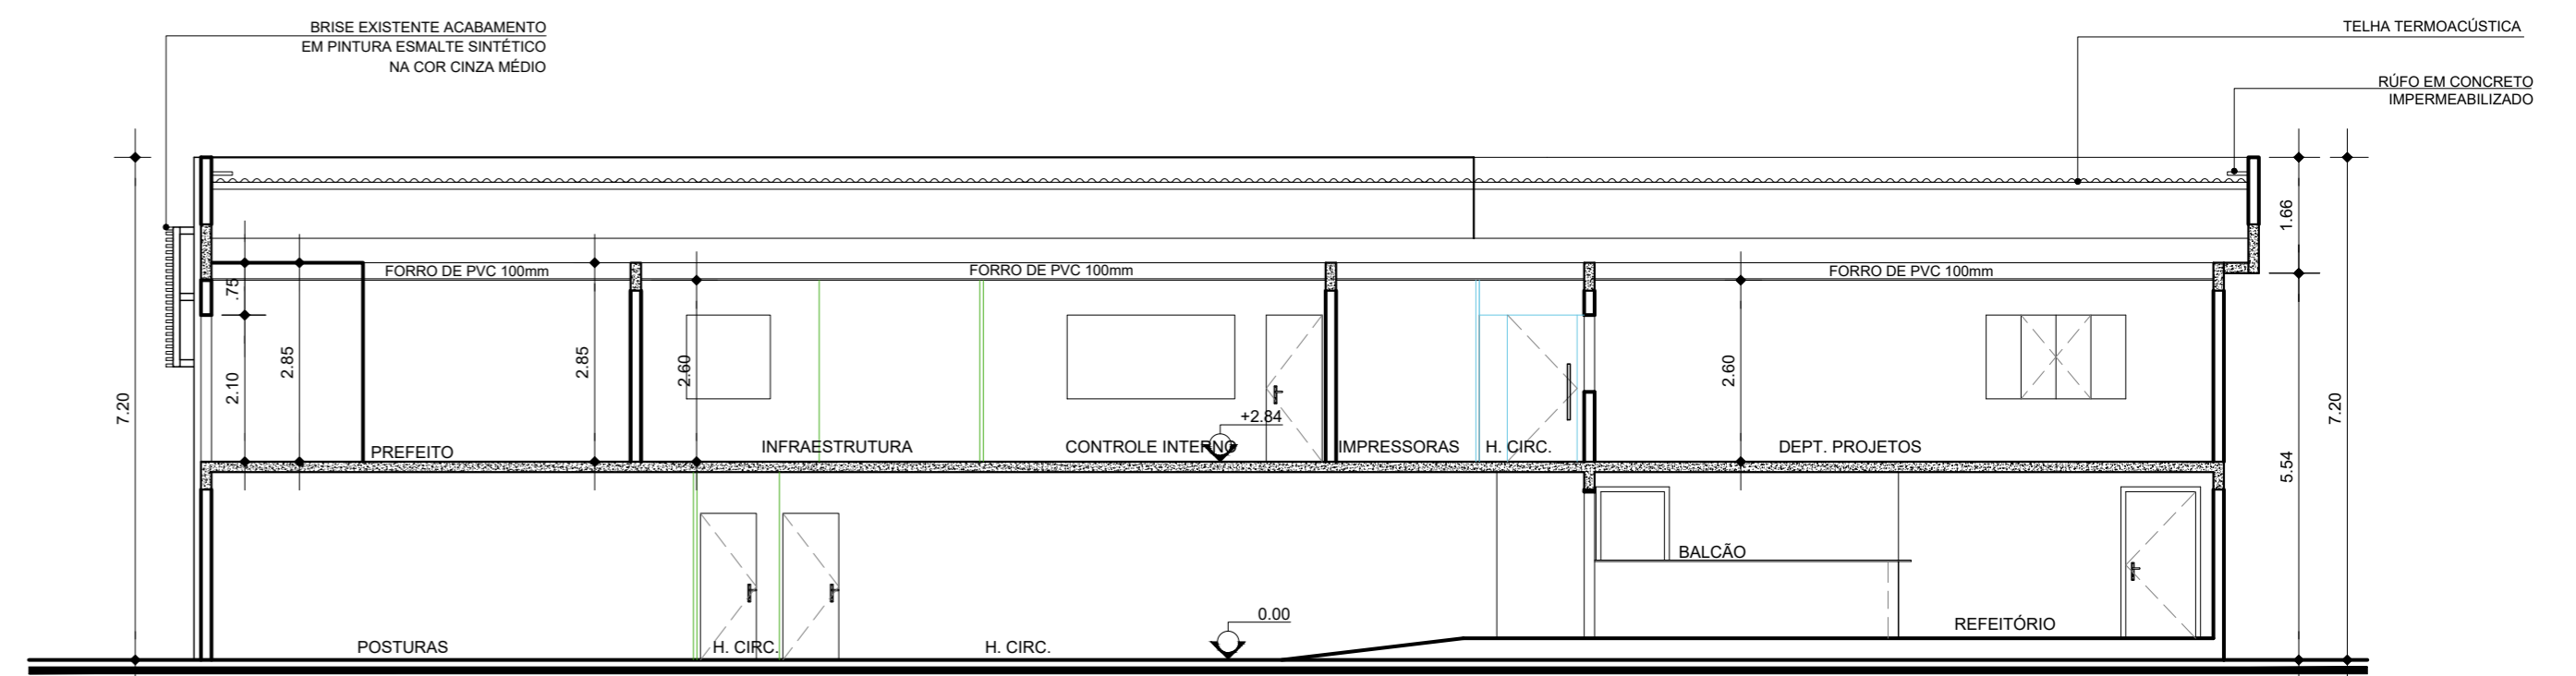 BRISE EXISTENTE ACABAMENTO
EM PINTURA ESMALTE SINTÉTICO
NA COR CINZA MÉDIO
TELHA TERMOACÚSTICA
RÚFO EM CONCRETO
IMPERMEABILIZADO
1.66
FORRO DE PVC 100mm
FORRO DE PVC 100mm
FORRO DE PVC 100mm
.75
2.85
2.85
2.60
2.60
2.10
7.20
7.20
+2.84
PREFEITO
INFRAESTRUTURA
CONTROLE INTERNO
IMPRESSORAS
H. CIRC.
DEPT. PROJETOS
5.54
BALCÃO
0.00
REFEITÓRIO
POSTURAS
H. CIRC.
H. CIRC.